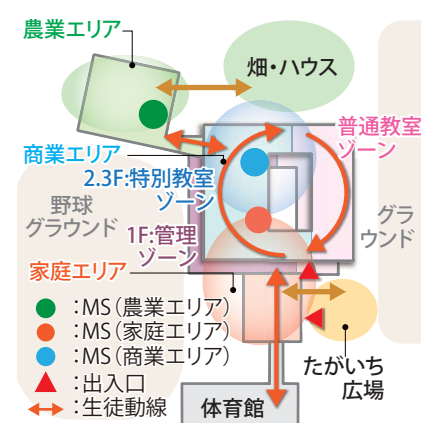 農業エリア
畑・ハウス
普通教室
ゾーン
商業エリア
2.3F:特別教室
ゾーン
野球
グラウンド
グラ
ウンド
1F:管理
ゾーン
家庭エリア
:MS(農業エリア)
:MS(家庭エリア)
:MS(商業エリア)
:出入口
:生徒動線
たがいち
広場
体育館